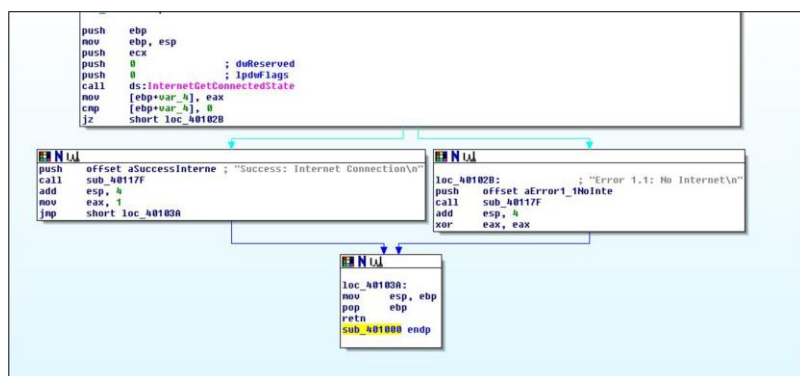 push ebp
mov ebp, esp
push ecx
push 0 ; dwReserved
push 0 ; lpdwFlags
call ds:InternetGetConnectedState
mov [ebp+var_4], eax
cmp [ebp+var_4], 0
jz short loc_40102B
push offset aSuccessInterne ; "Success: Internet Connection\n"
call sub_40117F
add esp, 4
mov eax, 1
jmp short loc_40103A
loc_40102B: ; "Error 1.1: No Internet\n"
push offset aError1_1NoInte
call sub_40117F
add esp, 4
xor eax, eax
loc_40103A:
mov esp, ebp
pop ebp
retn
sub_401000 endp